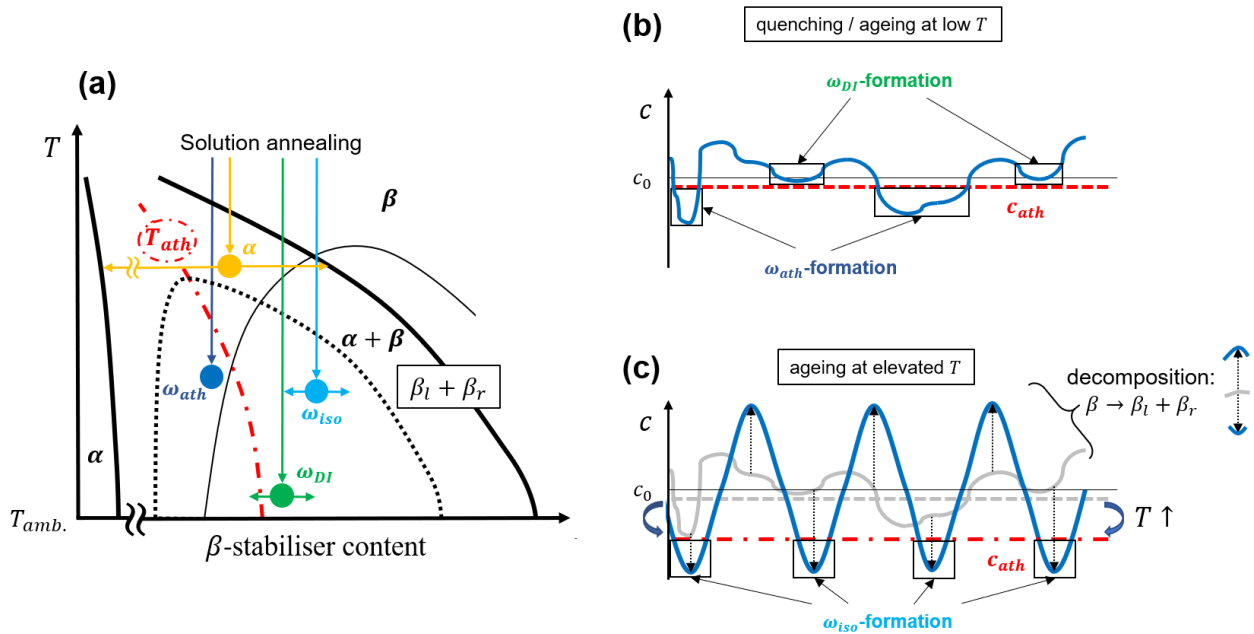 (a)
T
Solution annealing
β
T_ath
α
α + β
ω_ath
ω_iso
β_l + β_r
α
ω_DI
T_amb.
β-stabiliser content
(b)
quenching / ageing at low T
ω_DI-formation
c
c_0
c_ath
ω_ath-formation
(c)
ageing at elevated T
decomposition:
β → β_l + β_r
c
c_0
T ↑
c_ath
ω_iso-formation